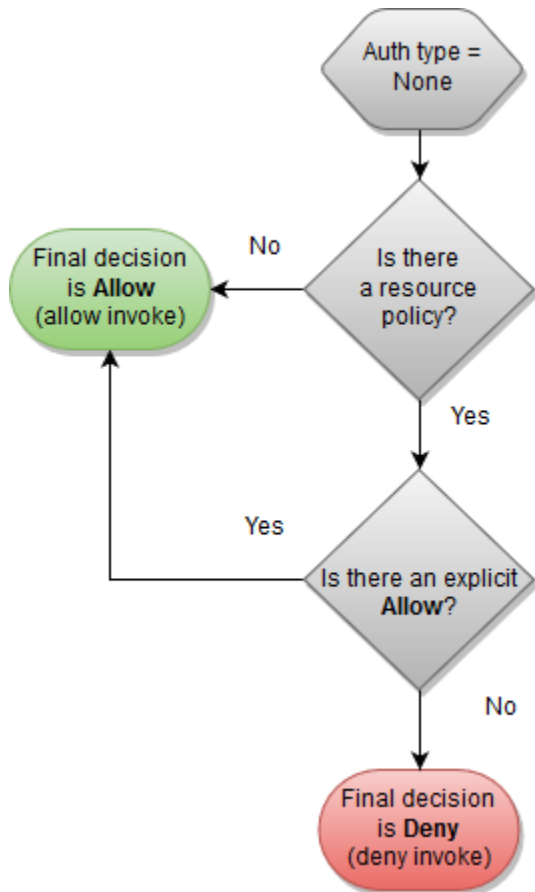 Auth type =
None
Is there
a resource
policy?
No
Final decision
is Allow
(allow invoke)
Yes
Is there an explicit
Allow?
Yes
No
Final decision
is Deny
(deny invoke)